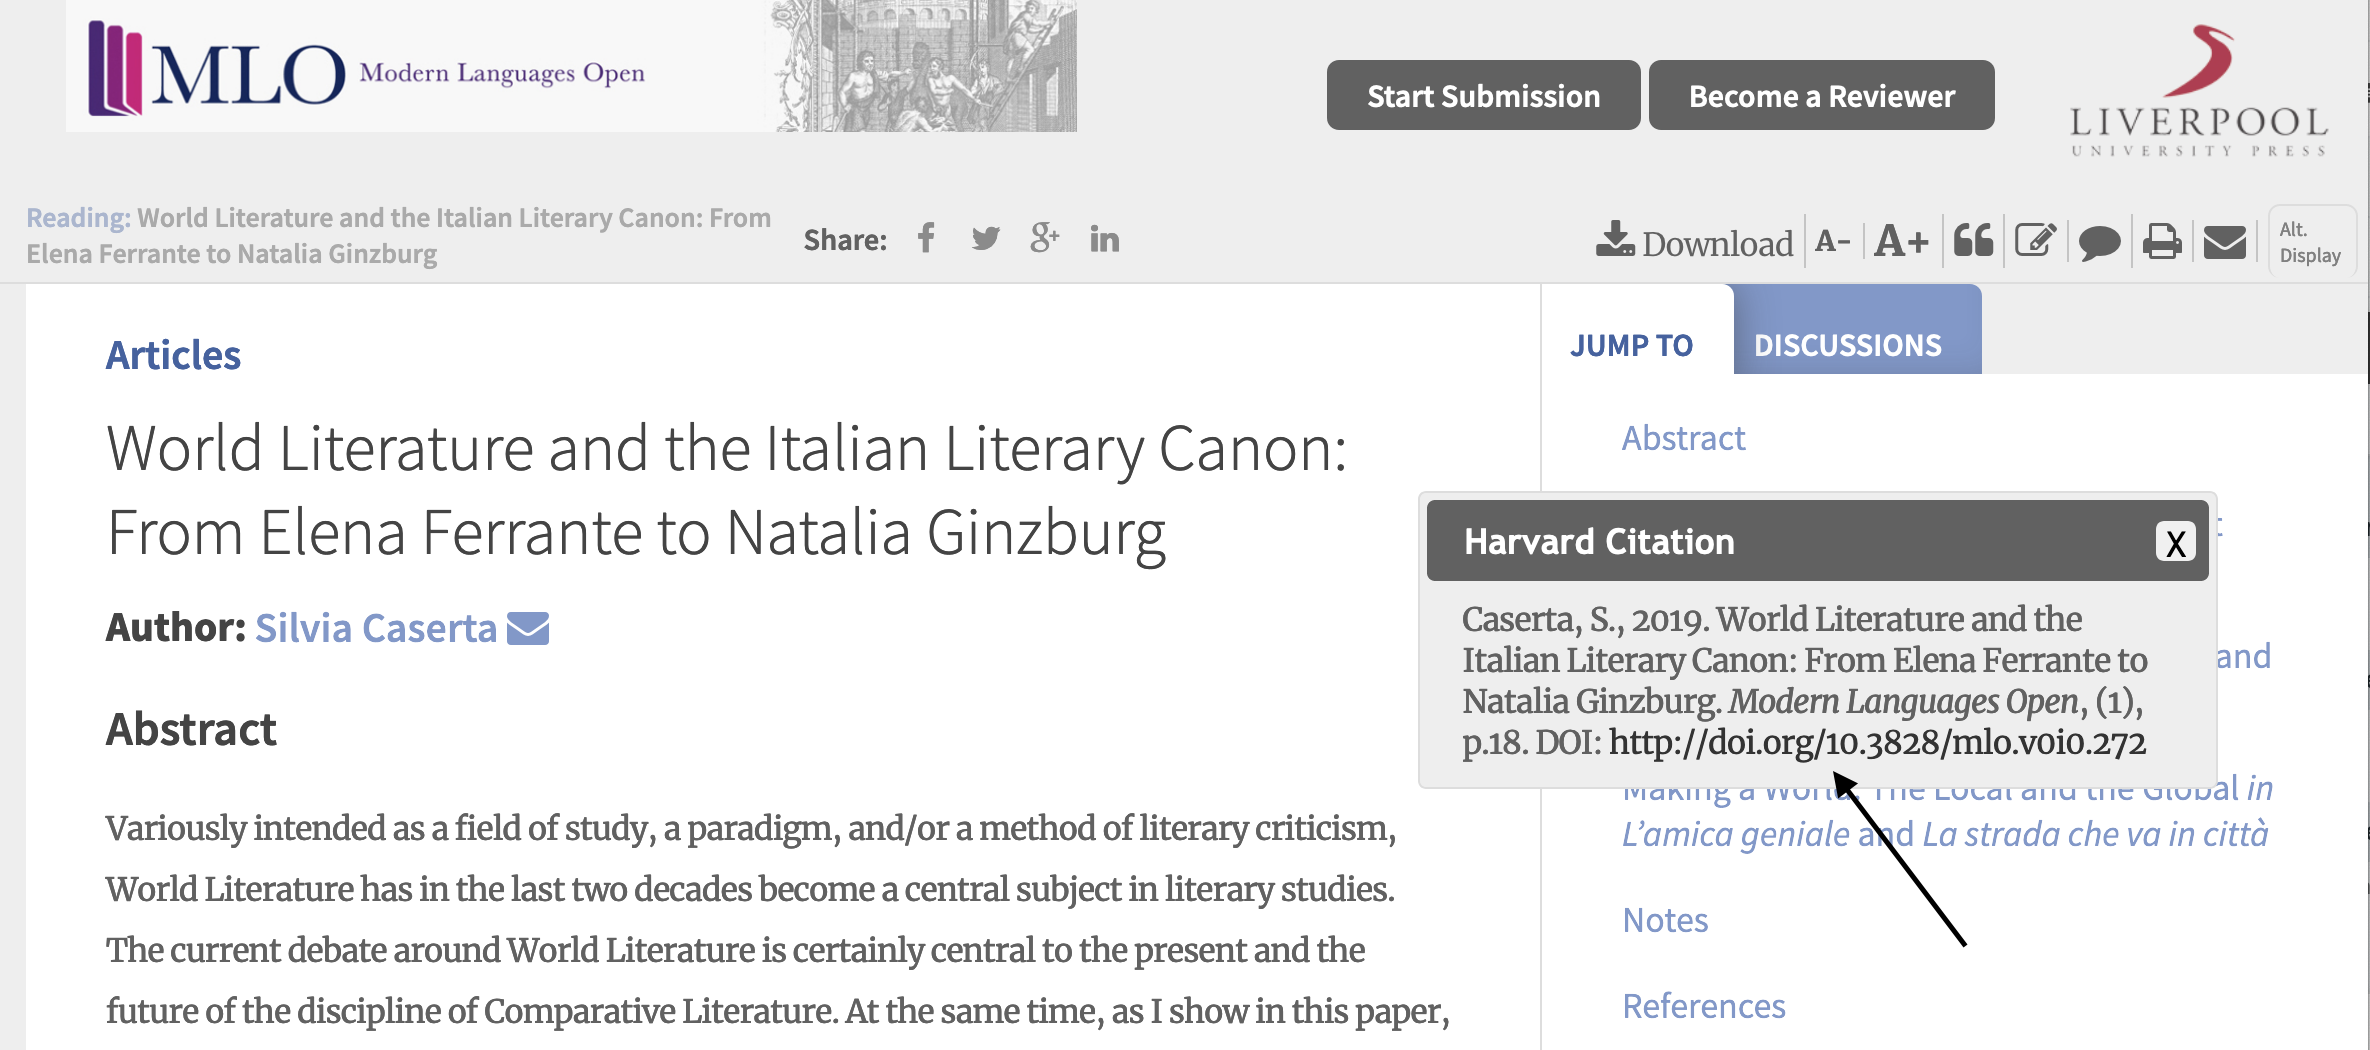 MLO Modern Languages Open
Start Submission
Become a Reviewer
LIVERPOOL
UNIVERSITY PRESS
Reading: World Literature and the Italian Literary Canon: From
Elena Ferrante to Natalia Ginzburg
Share:
Download
A-
A+
Alt.
Display
Articles
World Literature and the Italian Literary Canon:
From Elena Ferrante to Natalia Ginzburg
Author: Silvia Caserta
Abstract
Variously intended as a field of study, a paradigm, and/or a method of literary criticism,
World Literature has in the last two decades become a central subject in literary studies.
The current debate around World Literature is certainly central to the present and the
future of the discipline of Comparative Literature. At the same time, as I show in this paper,
JUMP TO
DISCUSSIONS
Abstract
Harvard Citation
X
Caserta, S., 2019. World Literature and the
Italian Literary Canon: From Elena Ferrante to
Natalia Ginzburg. Modern Languages Open, (1),
p.18. DOI: http://doi.org/10.3828/mlo.v0i0.272
and
Making a World: The Local and the Global in
L’amica geniale and La strada che va in città
Notes
References